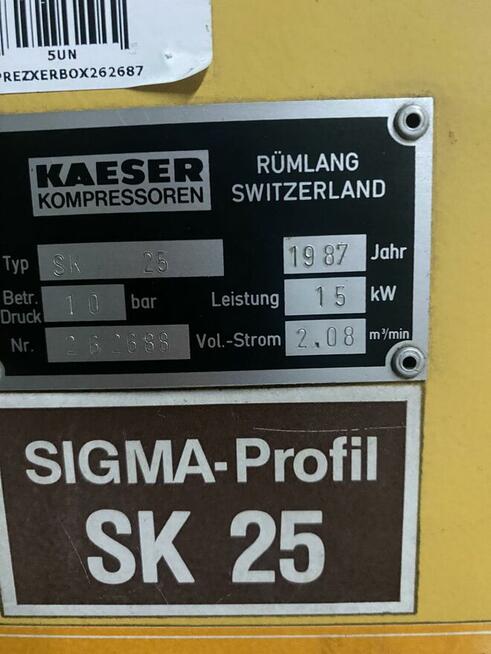 5UN
PREZXERBOX262687
KAESER
KOMPRESSOREN
RÜMLANG
SWITZERLAND
Typ SK 25 1987 Jahr
Betr. Druck 10 bar Leistung 15 kW
Nr. 262688 Vol.-Strom 2.08 m³/min
SIGMA-Profil
SK 25